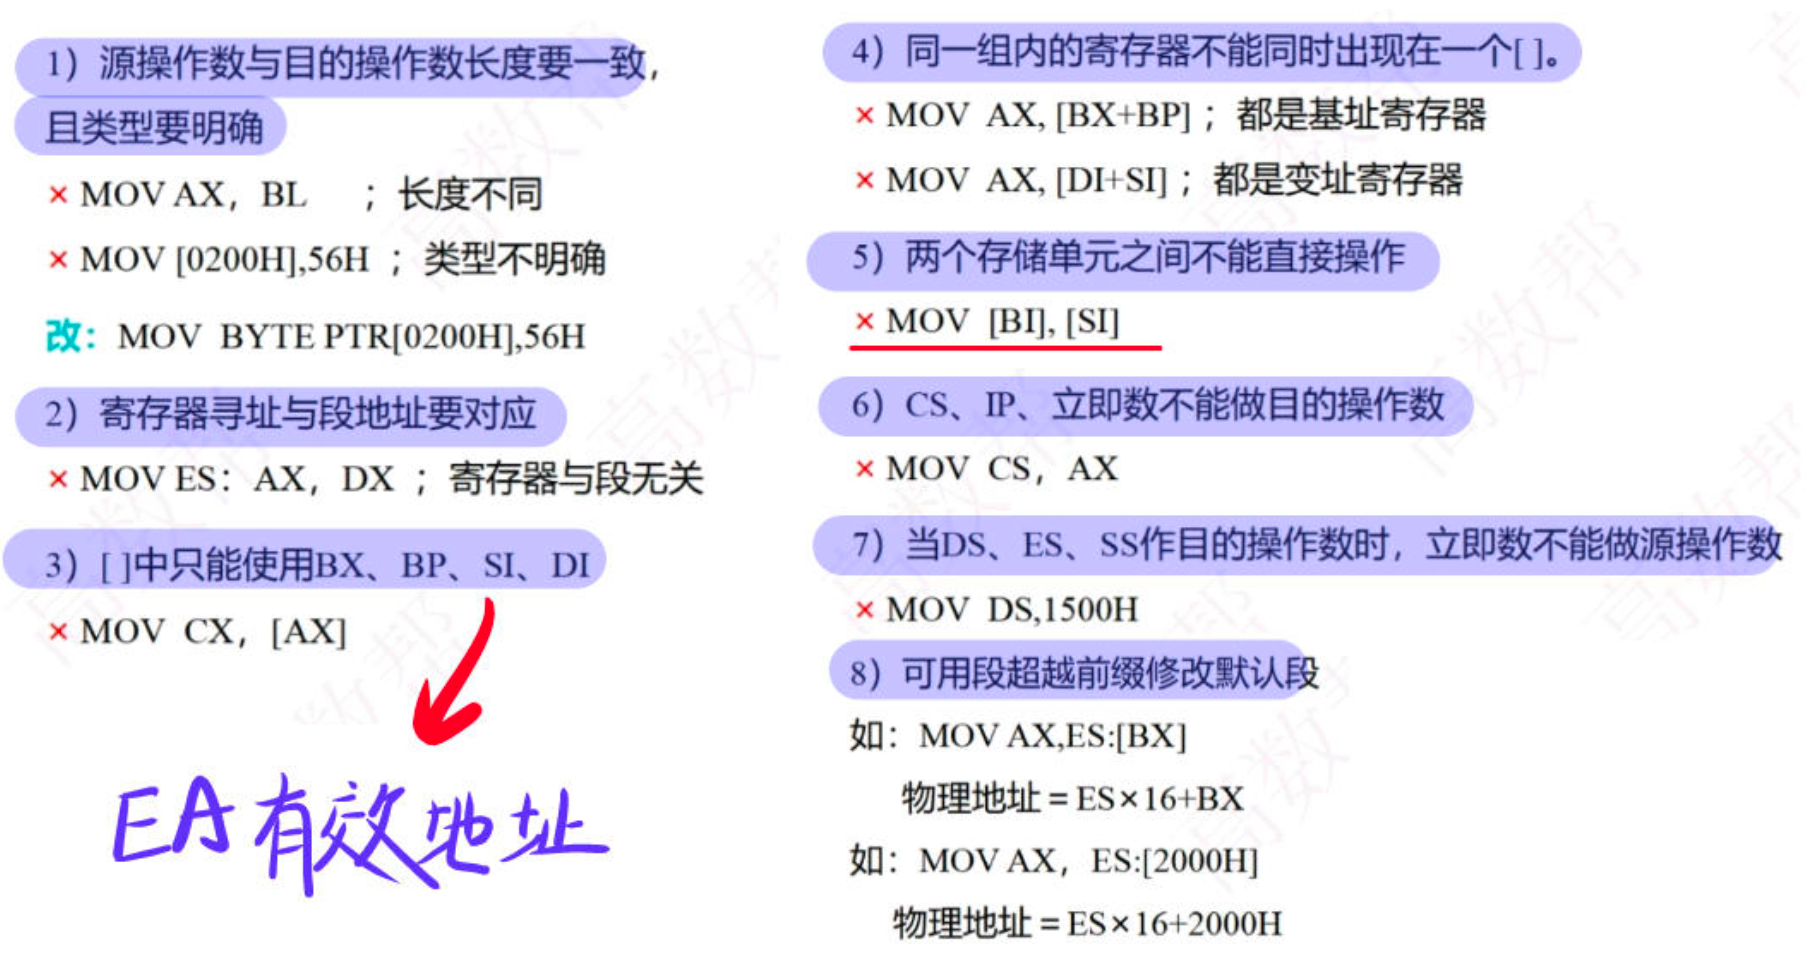 1）源操作数与目的操作数长度要一致，
且类型要明确
× MOV AX，BL ；长度不同
× MOV [0200H],56H ；类型不明确
改：MOV BYTE PTR[0200H],56H
2）寄存器寻址与段地址要对应
× MOV ES：AX，DX ；寄存器与段无关
3）[ ]中只能使用BX、BP、SI、DI
× MOV CX，[AX]
EA有效地址
4）同一组内的寄存器不能同时出现在一个[ ]。
× MOV AX, [BX+BP] ；都是基址寄存器
× MOV AX, [DI+SI] ；都是变址寄存器
5）两个存储单元之间不能直接操作
× MOV [BI], [SI]
6）CS、IP、立即数不能做目的操作数
× MOV CS，AX
7）当DS、ES、SS作目的操作数时，立即数不能做源操作数
× MOV DS,1500H
8）可用段超越前缀修改默认段
如：MOV AX,ES:[BX]
物理地址＝ES×16+BX
如：MOV AX，ES:[2000H]
物理地址＝ES×16+2000H
高数帮